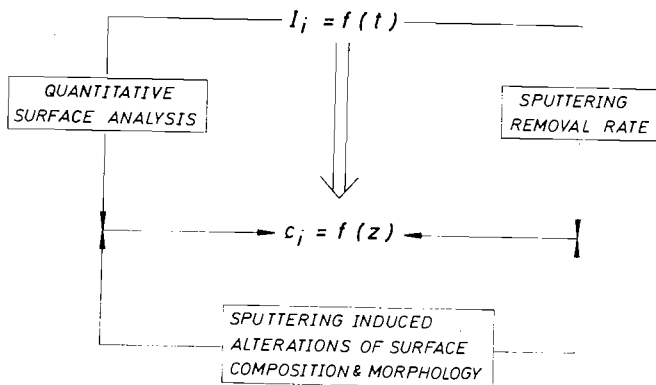 I_i = f(t)
QUANTITATIVE
SURFACE ANALYSIS
SPUTTERING
REMOVAL RATE
c_i = f(z)
SPUTTERING INDUCED
ALTERATIONS OF SURFACE
COMPOSITION & MORPHOLOGY